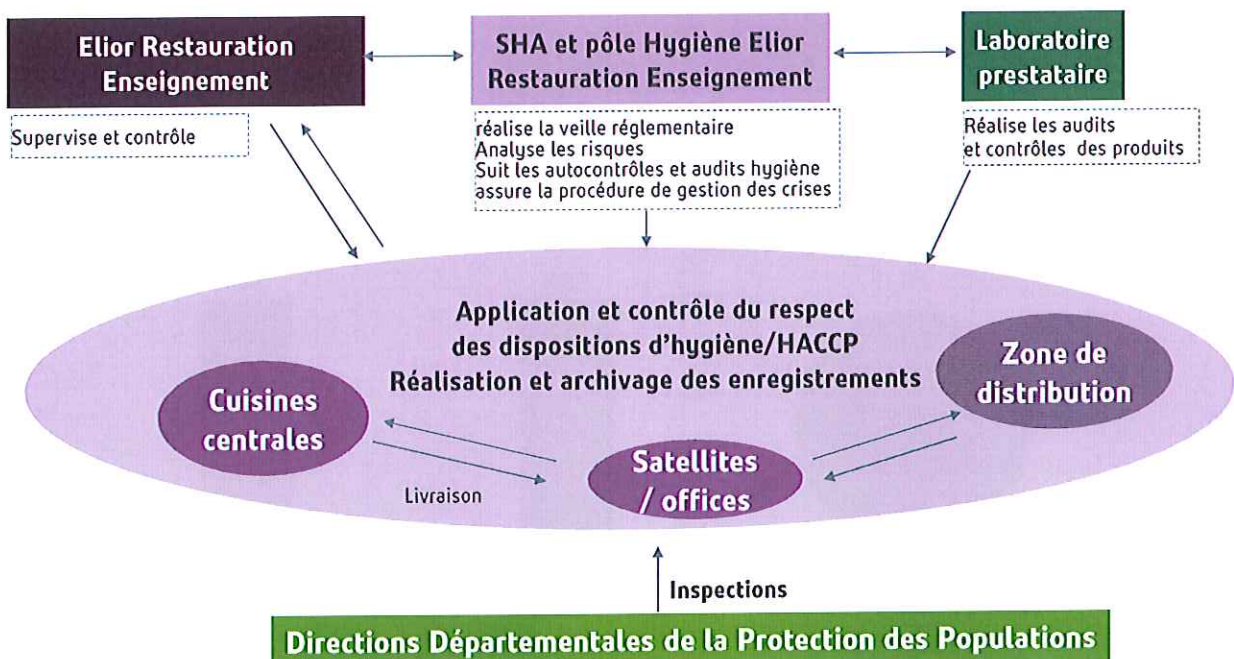 Elior Restauration
Enseignement
SHA et pôle Hygiène Elior
Restauration Enseignement
Laboratoire
prestataire
Supervise et contrôle
réalise la veille réglementaire
Analyse les risques
Suit les autocontrôles et audits hygiène
assure la procédure de gestion des crises
Réalise les audits
et contrôles des produits
Application et contrôle du respect
des dispositions d'hygiène/HACCP
Réalisation et archivage des enregistrements
Zone de
distribution
Cuisines
centrales
Satellites
/ offices
Livraison
Inspections
Directions Départementales de la Protection des Populations